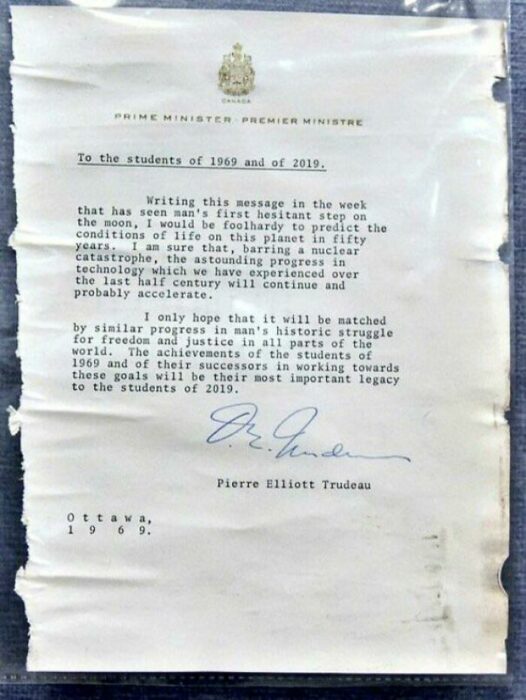 CANADA
PRIME MINISTER · PREMIER MINISTRE
To the students of 1969 and of 2019.
Writing this message in the week
that has seen man's first hesitant step on
the moon, I would be foolhardy to predict the
conditions of life on this planet in fifty
years. I am sure that, barring a nuclear
catastrophe, the astounding progress in
technology which we have experienced over
the last half century will continue and
probably accelerate.
I only hope that it will be matched
by similar progress in man's historic struggle
for freedom and justice in all parts of the
world. The achievements of the students of
1969 and of their successors in working towards
these goals will be their most important legacy
to the students of 2019.
P. E. Trudeau
Pierre Elliott Trudeau
O t t a w a,
1 9 6 9.